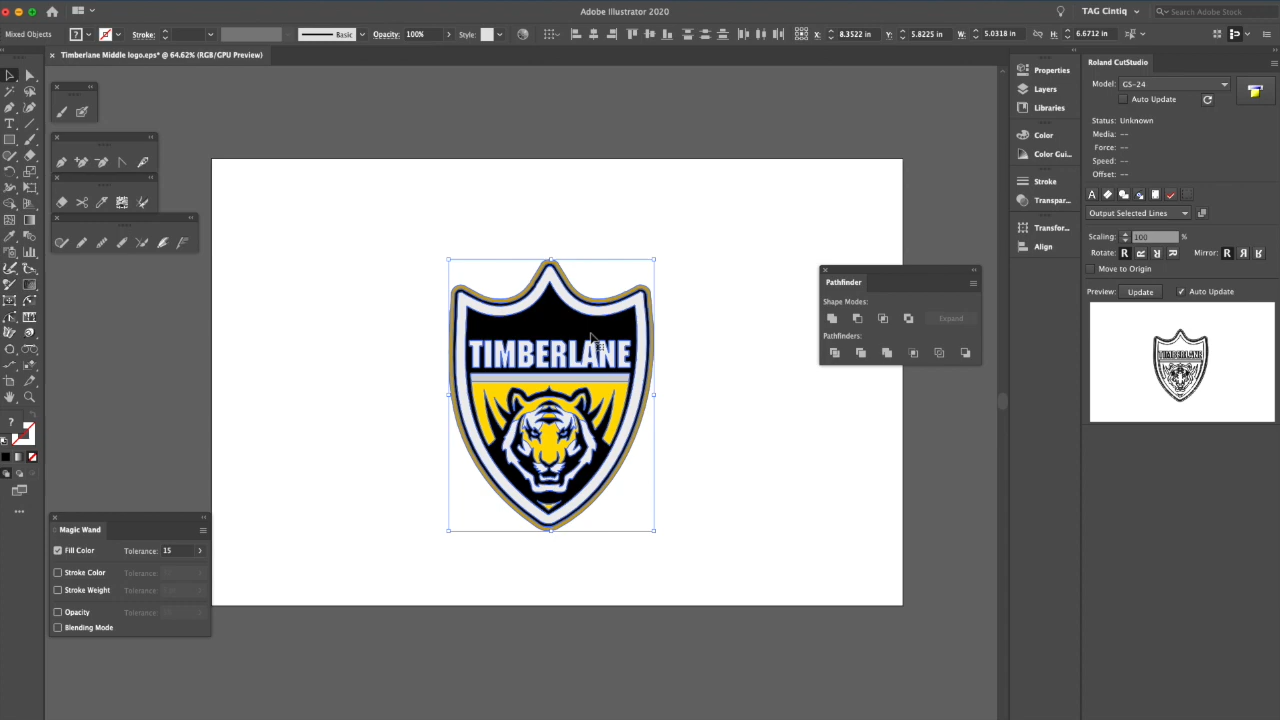 Adobe Illustrator 2020
TAG Cintiq
Search Adobe Stock
Mixed Objects
?
Stroke:
Basic
Opacity: 100%
Style:
X: 8.3522 in
Y: 5.8225 in
W: 5.0318 in
H: 6.6712 in
× Timberlane Middle logo.eps* @ 64.62% (RGB/GPU Preview)
TIMBERLANE
Pathfinder
Shape Modes:
Expand
Pathfinders:
Magic Wand
Fill Color Tolerance: 15
Stroke Color Tolerance:
Stroke Weight Tolerance:
Opacity Tolerance:
Blending Mode
Properties
Layers
Libraries
Color
Color Gui...
Stroke
Transpar...
Transfor...
Align
Roland CutStudio
Model: GS-24
Auto Update
Status: Unknown
Media: --
Force: --
Speed: --
Offset: --
Output Selected Lines
Scaling: 100 %
Rotate: R R R R Mirror: R R R
Move to Origin
Preview: Update Auto Update
TIMBERLANE